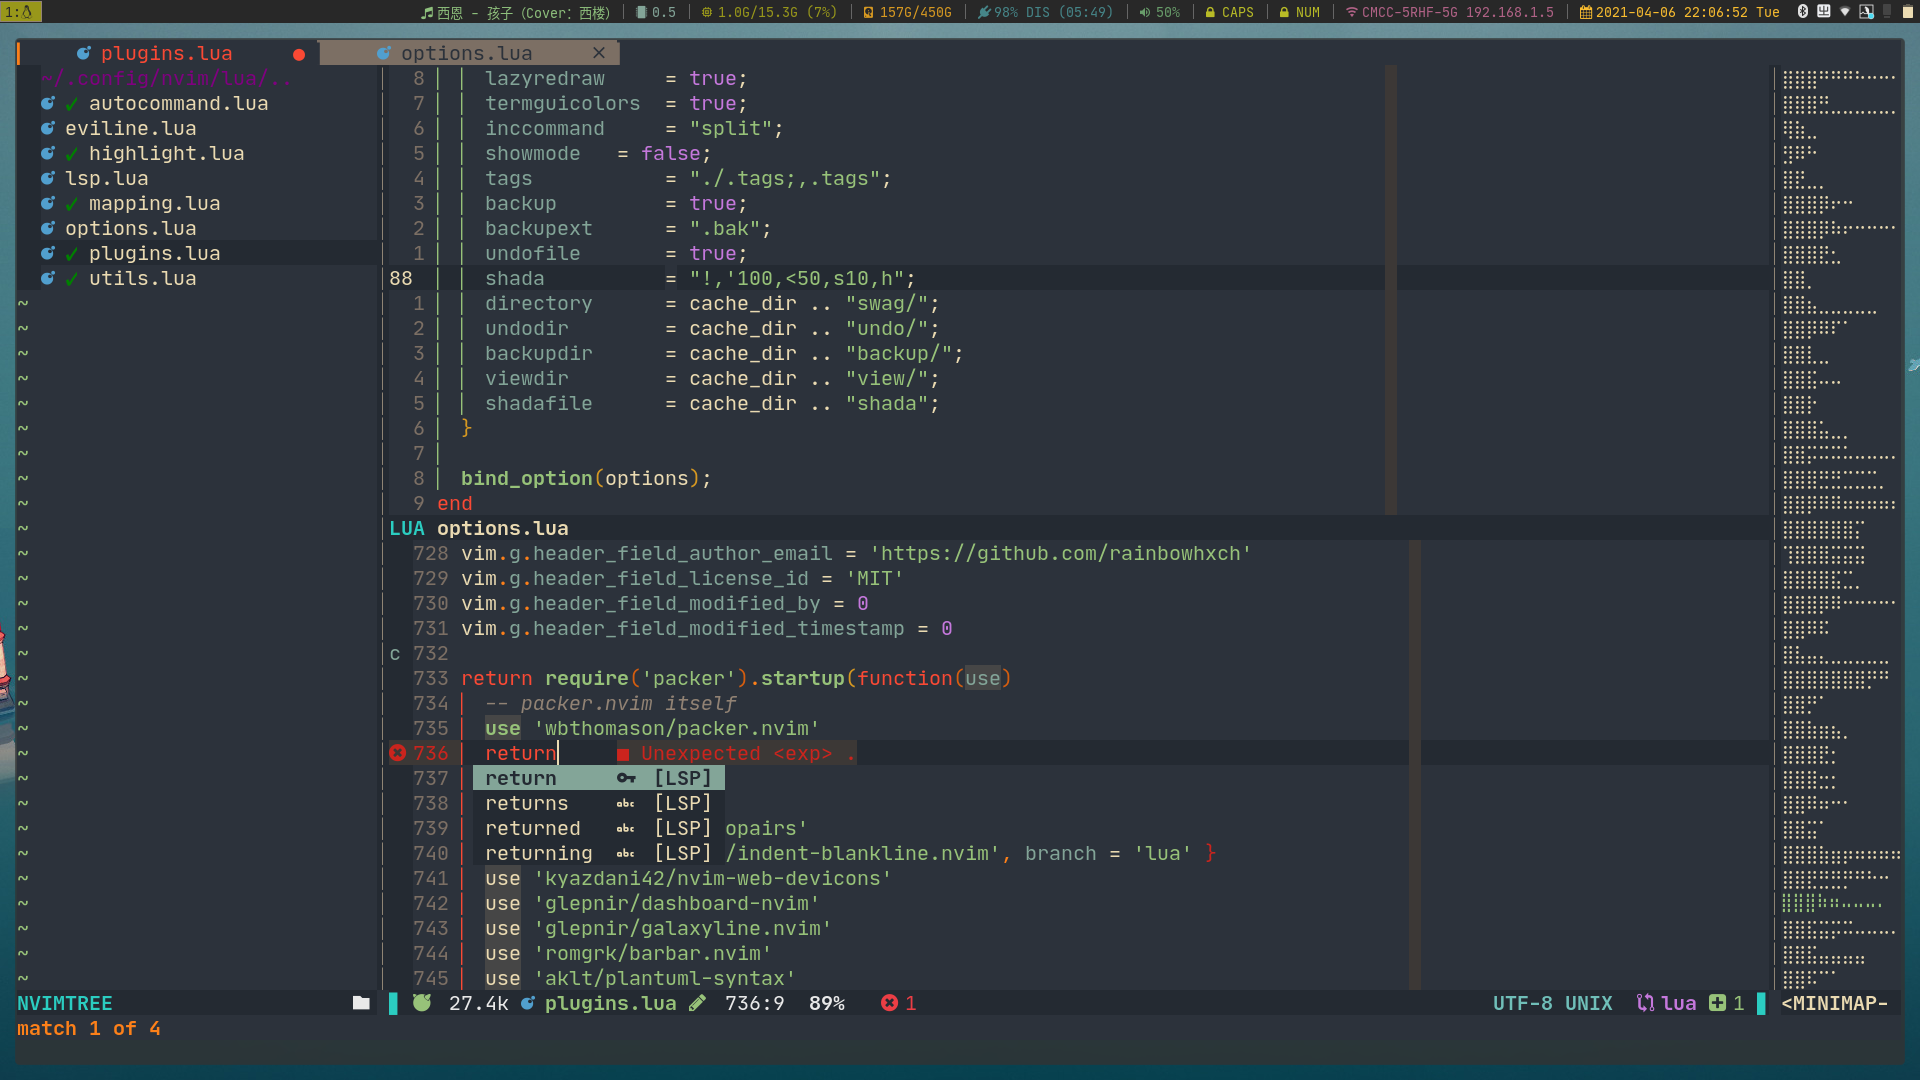 1: 西恩 - 孩子（Cover: 西楼） 0.5 1.0G/15.3G (7%) 157G/450G 98% DIS (05:49) 50% CAPS NUM CMCC-5RHF-5G 192.168.1.5 2021-04-06 22:06:52 Tue
plugins.lua ● options.lua ×
~/.config/nvim/lua/..
✓ autocommand.lua
eviline.lua
✓ highlight.lua
lsp.lua
✓ mapping.lua
options.lua
✓ plugins.lua
✓ utils.lua
8 lazyredraw = true;
7 termguicolors = true;
6 inccommand = "split";
5 showmode = false;
4 tags = "./.tags;,.tags";
3 backup = true;
2 backupext = ".bak";
1 undofile = true;
88 shada = "!,'100,<50,s10,h";
1 directory = cache_dir .. "swag/";
2 undodir = cache_dir .. "undo/";
3 backupdir = cache_dir .. "backup/";
4 viewdir = cache_dir .. "view/";
5 shadafile = cache_dir .. "shada";
6 }
7
8 bind_option(options);
9 end
LUA options.lua
728 vim.g.header_field_author_email = 'https://github.com/rainbowhxch'
729 vim.g.header_field_license_id = 'MIT'
730 vim.g.header_field_modified_by = 0
731 vim.g.header_field_modified_timestamp = 0
c 732
733 return require('packer').startup(function(use)
734 -- packer.nvim itself
735 use 'wbthomason/packer.nvim'
736 return ■ Unexpected <exp> .
737 return [LSP]
738 returns abc [LSP]
739 returned abc [LSP] opairs'
740 returning abc [LSP] /indent-blankline.nvim', branch = 'lua' }
741 use 'kyazdani42/nvim-web-devicons'
742 use 'glepnir/dashboard-nvim'
743 use 'glepnir/galaxyline.nvim'
744 use 'romgrk/barbar.nvim'
745 use 'aklt/plantuml-syntax'
NVIMTREE 27.4k plugins.lua 736:9 89% 1 UTF-8 UNIX lua 1 <MINIMAP-
match 1 of 4